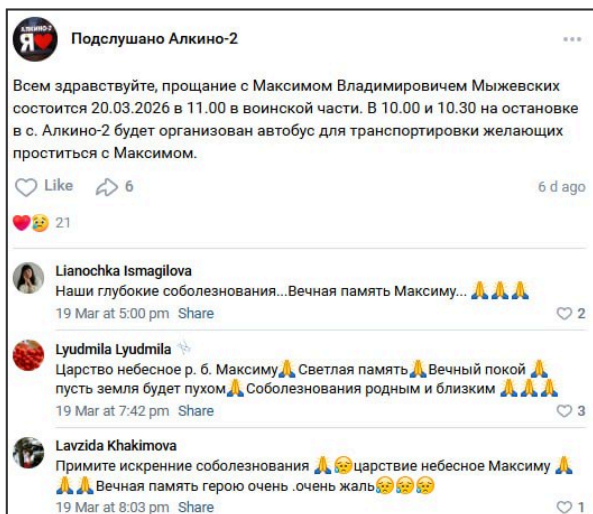 АЛКИНО-2
Я
Подслушано Алкино-2
Всем здравствуйте, прощание с Максимом Владимировичем Мыжевских
состоится 20.03.2026 в 11.00 в воинской части. В 10.00 и 10.30 на остановке
в с. Алкино-2 будет организован автобус для транспортировки желающих
проститься с Максимом.
Like 6 6 d ago
21
Lianochka Ismagilova
Наши глубокие соболезнования...Вечная память Максиму... 🙏🙏🙏
19 Mar at 5:00 pm Share 2
Lyudmila Lyudmila
Царство небесное р. б. Максиму🙏Светлая память🙏Вечный покой 🙏
пусть земля будет пухом🙏Соболезнования родным и близким 🙏🙏🙏
19 Mar at 7:42 pm Share 3
Lavzida Khakimova
Примите искренние соболезнования 🙏😥царствие небесное Максиму 🙏
🙏🙏Вечная память герою очень .очень жаль😥😥😥
19 Mar at 8:03 pm Share 1